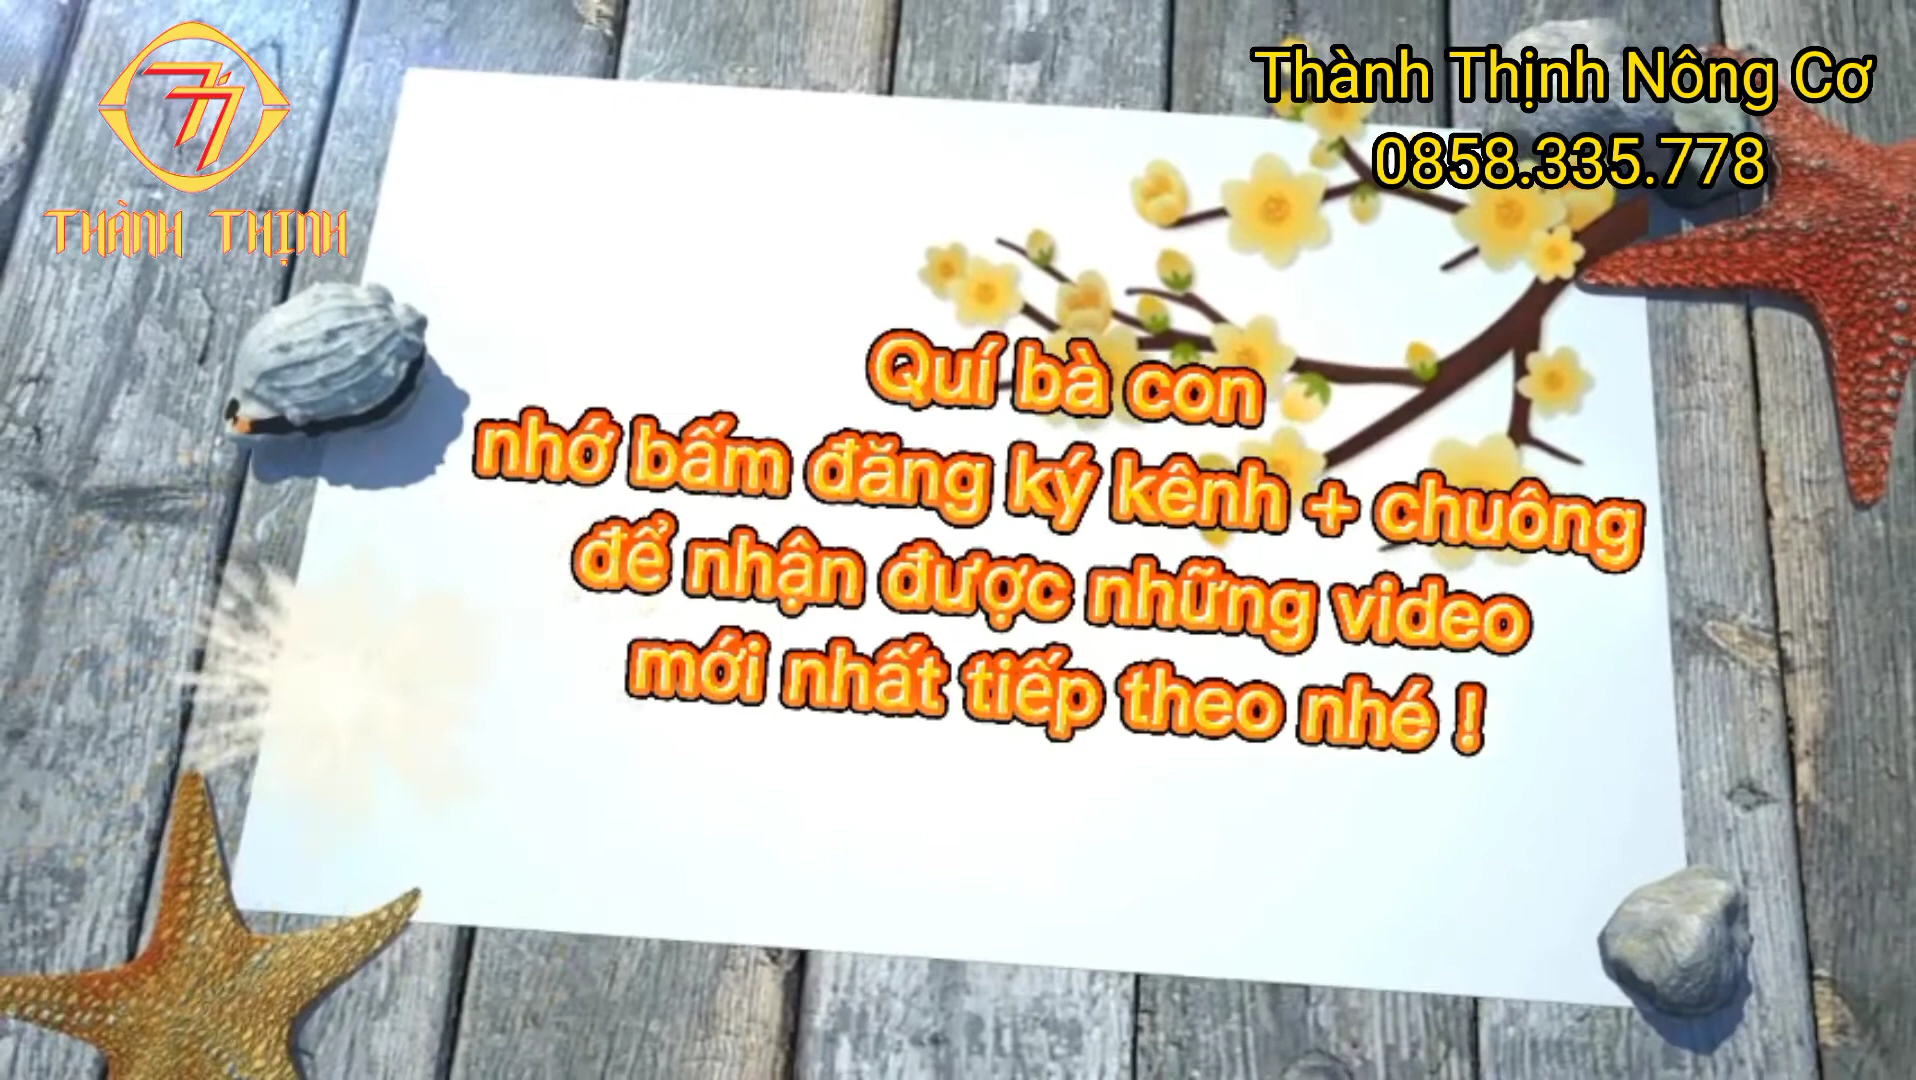 THÀNH THỊNH
Thành Thịnh Nông Cơ
0858.335.778
Quí bà con
nhớ bấm đăng ký kênh + chuông
để nhận được những video
mới nhất tiếp theo nhé !